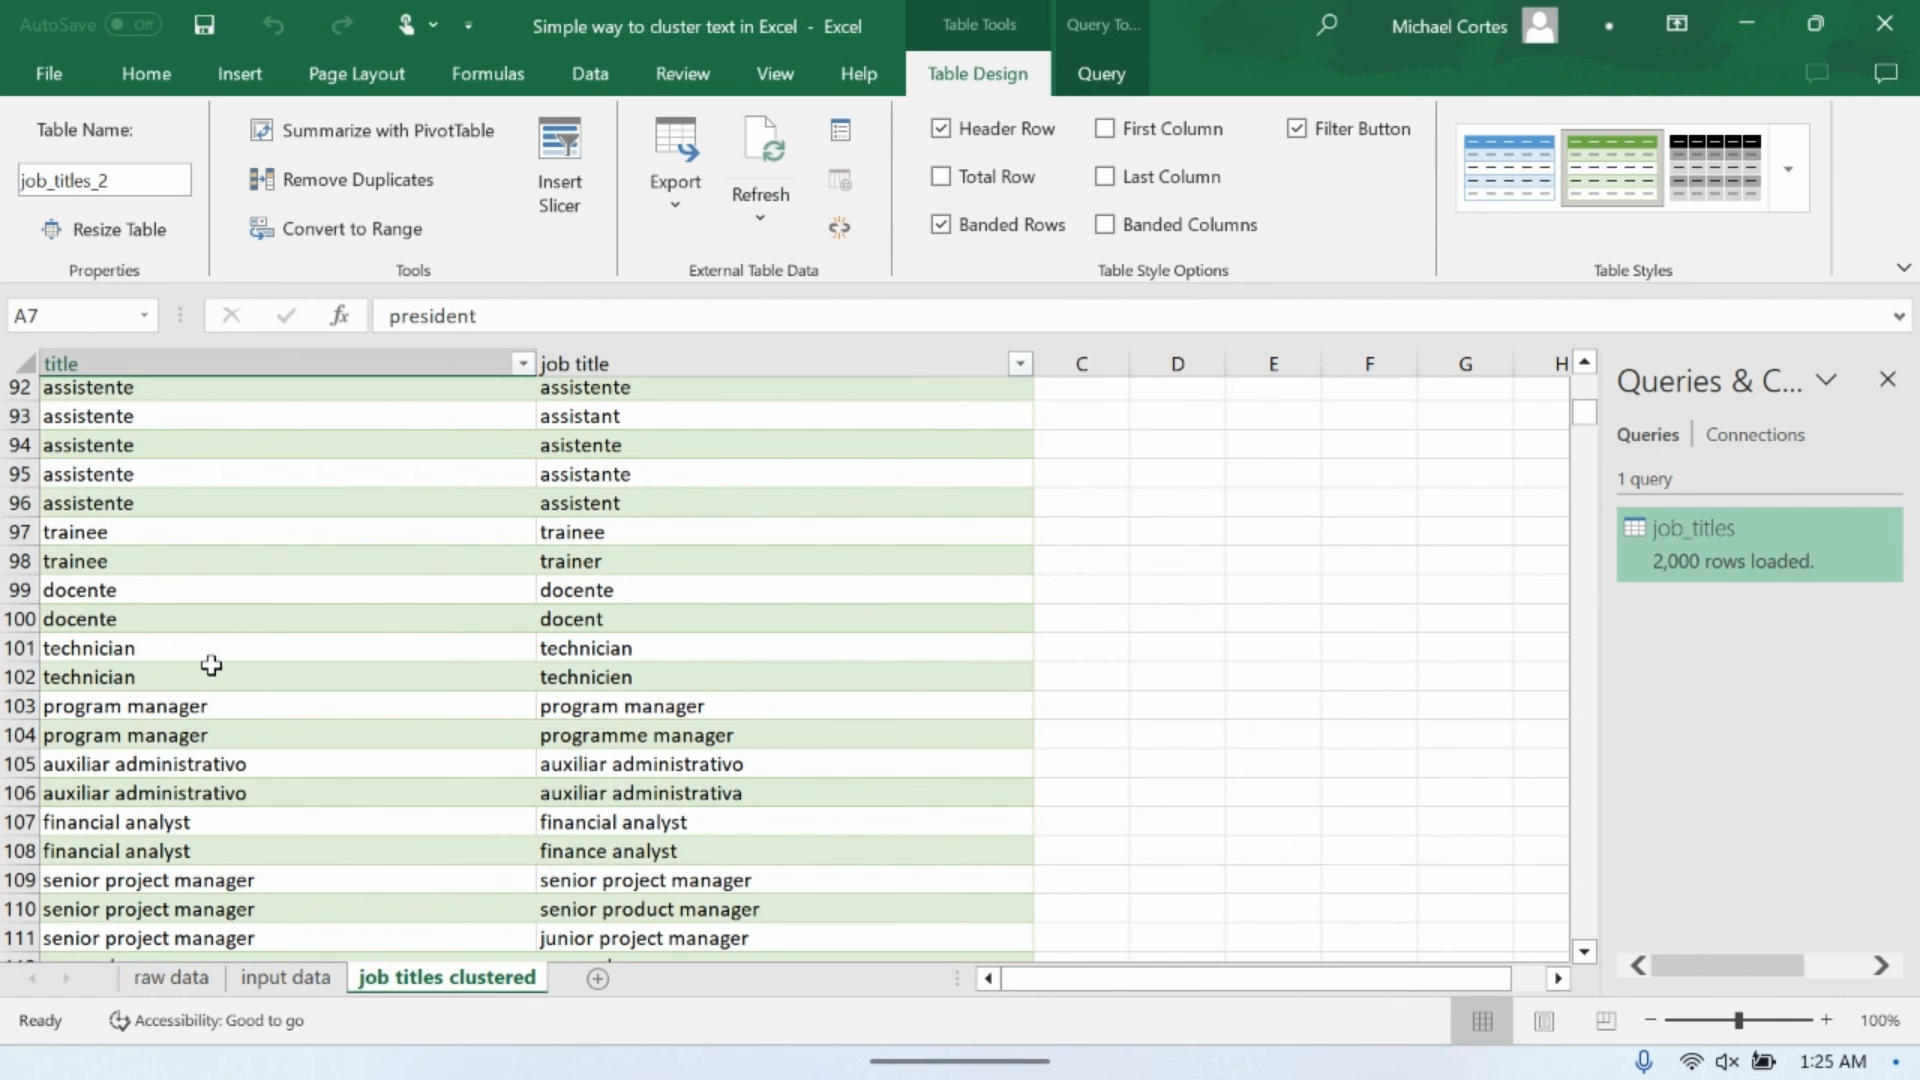 AutoSave Off
Simple way to cluster text in Excel - Excel
Table Tools
Query To...
Michael Cortes
File Home Insert Page Layout Formulas Data Review View Help Table Design Query
Table Name:
job_titles_2
Resize Table
Properties
Summarize with PivotTable
Remove Duplicates
Convert to Range
Tools
Insert
Slicer
Export
Refresh
External Table Data
Header Row First Column Filter Button
Total Row Last Column
Banded Rows Banded Columns
Table Style Options
Table Styles
A7 fx president
title job title C D E F G H
92 assistente assistente
93 assistente assistant
94 assistente asistente
95 assistente assistante
96 assistente assistent
97 trainee trainee
98 trainee trainer
99 docente docente
100 docente docent
101 technician technician
102 technician technicien
103 program manager program manager
104 program manager programme manager
105 auxiliar administrativo auxiliar administrativo
106 auxiliar administrativo auxiliar administrativa
107 financial analyst financial analyst
108 financial analyst finance analyst
109 senior project manager senior project manager
110 senior project manager senior product manager
111 senior project manager junior project manager
Queries & C...
Queries Connections
1 query
job_titles
2,000 rows loaded.
raw data input data job titles clustered
Ready Accessibility: Good to go
100%
1:25 AM